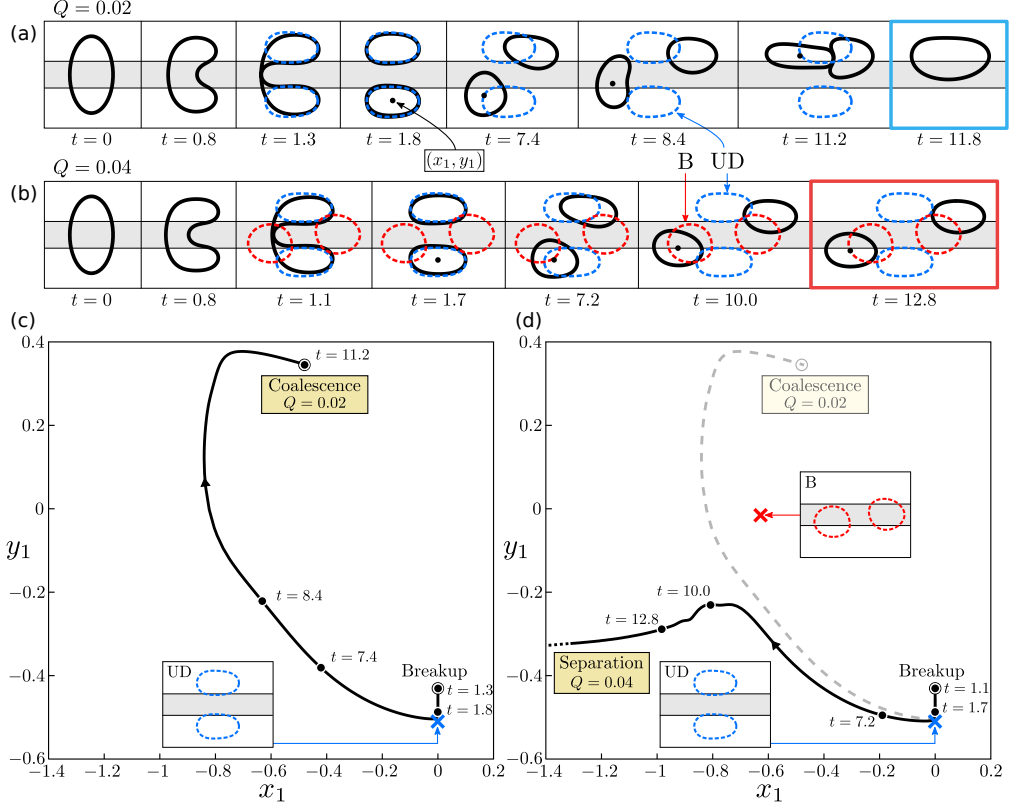 Q = 0.02
(a)
t = 0
t = 0.8
t = 1.3
t = 1.8
t = 7.4
t = 8.4
t = 11.2
t = 11.8
(x₁, y₁)
B
UD
Q = 0.04
(b)
t = 0
t = 0.8
t = 1.1
t = 1.7
t = 7.2
t = 10.0
t = 12.8
(c)
0.4
0.2
0
−0.2
−0.4
−0.6
y₁
t = 11.2
Coalescence
Q = 0.02
t = 8.4
t = 7.4
Breakup
t = 1.3
t = 1.8
UD
−1.4
−1.2
−1
−0.8
−0.6
−0.4
−0.2
0
0.2
x₁
(d)
0.4
0.2
0
−0.2
−0.4
−0.6
y₁
Coalescence
Q = 0.02
B
t = 10.0
t = 12.8
Separation
Q = 0.04
UD
t = 7.2
Breakup
t = 1.1
t = 1.7
−1.4
−1.2
−1
−0.8
−0.6
−0.4
−0.2
0
0.2
x₁